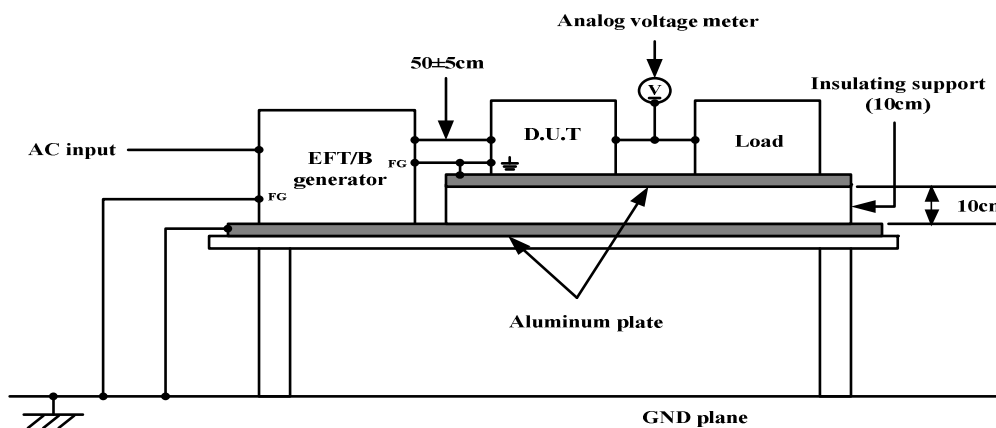 Analog voltage meter
50±5cm
Insulating support
(10cm)
V
D.U.T
AC input
Load
EFT/B
generator
FG
FG
10cm
Aluminum plate
GND plane